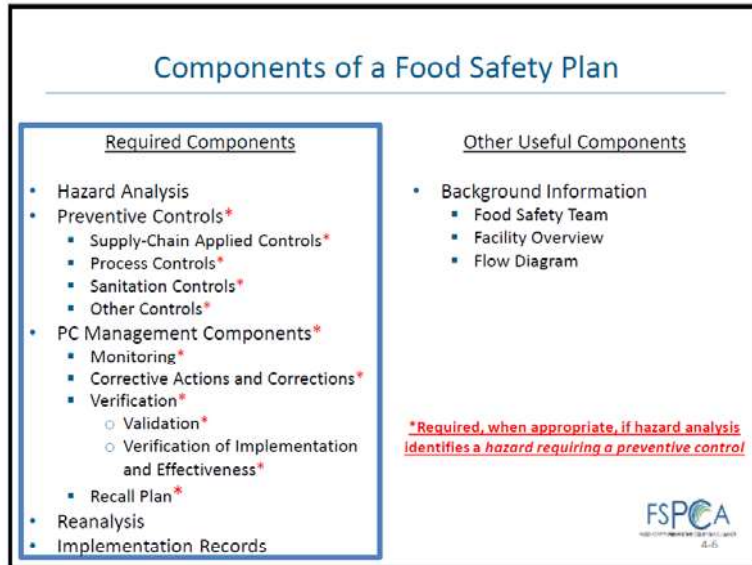 Components of a Food Safety Plan
Required Components
• Hazard Analysis
• Preventive Controls*
▪ Supply-Chain Applied Controls*
▪ Process Controls*
▪ Sanitation Controls*
▪ Other Controls*
• PC Management Components*
▪ Monitoring*
▪ Corrective Actions and Corrections*
▪ Verification*
○ Validation*
○ Verification of Implementation
and Effectiveness*
▪ Recall Plan*
• Reanalysis
• Implementation Records
Other Useful Components
• Background Information
▪ Food Safety Team
▪ Facility Overview
▪ Flow Diagram
*Required, when appropriate, if hazard analysis
identifies a hazard requiring a preventive control
FSPCA
4-6